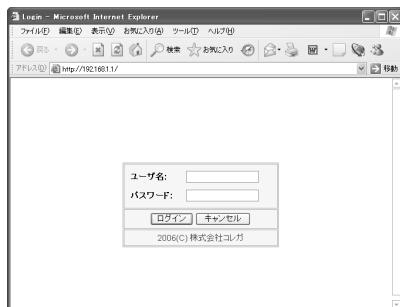 Login - Microsoft Internet Explorer
ファイル(F) 編集(E) 表示(V) お気に入り(A) ツール(T) ヘルプ(H)
戻る 検索 お気に入り
アドレス(D) http://192.168.1.1/ 移動
ユーザ名:
パスワード:
ログイン キャンセル
2006(C) 株式会社コレガ